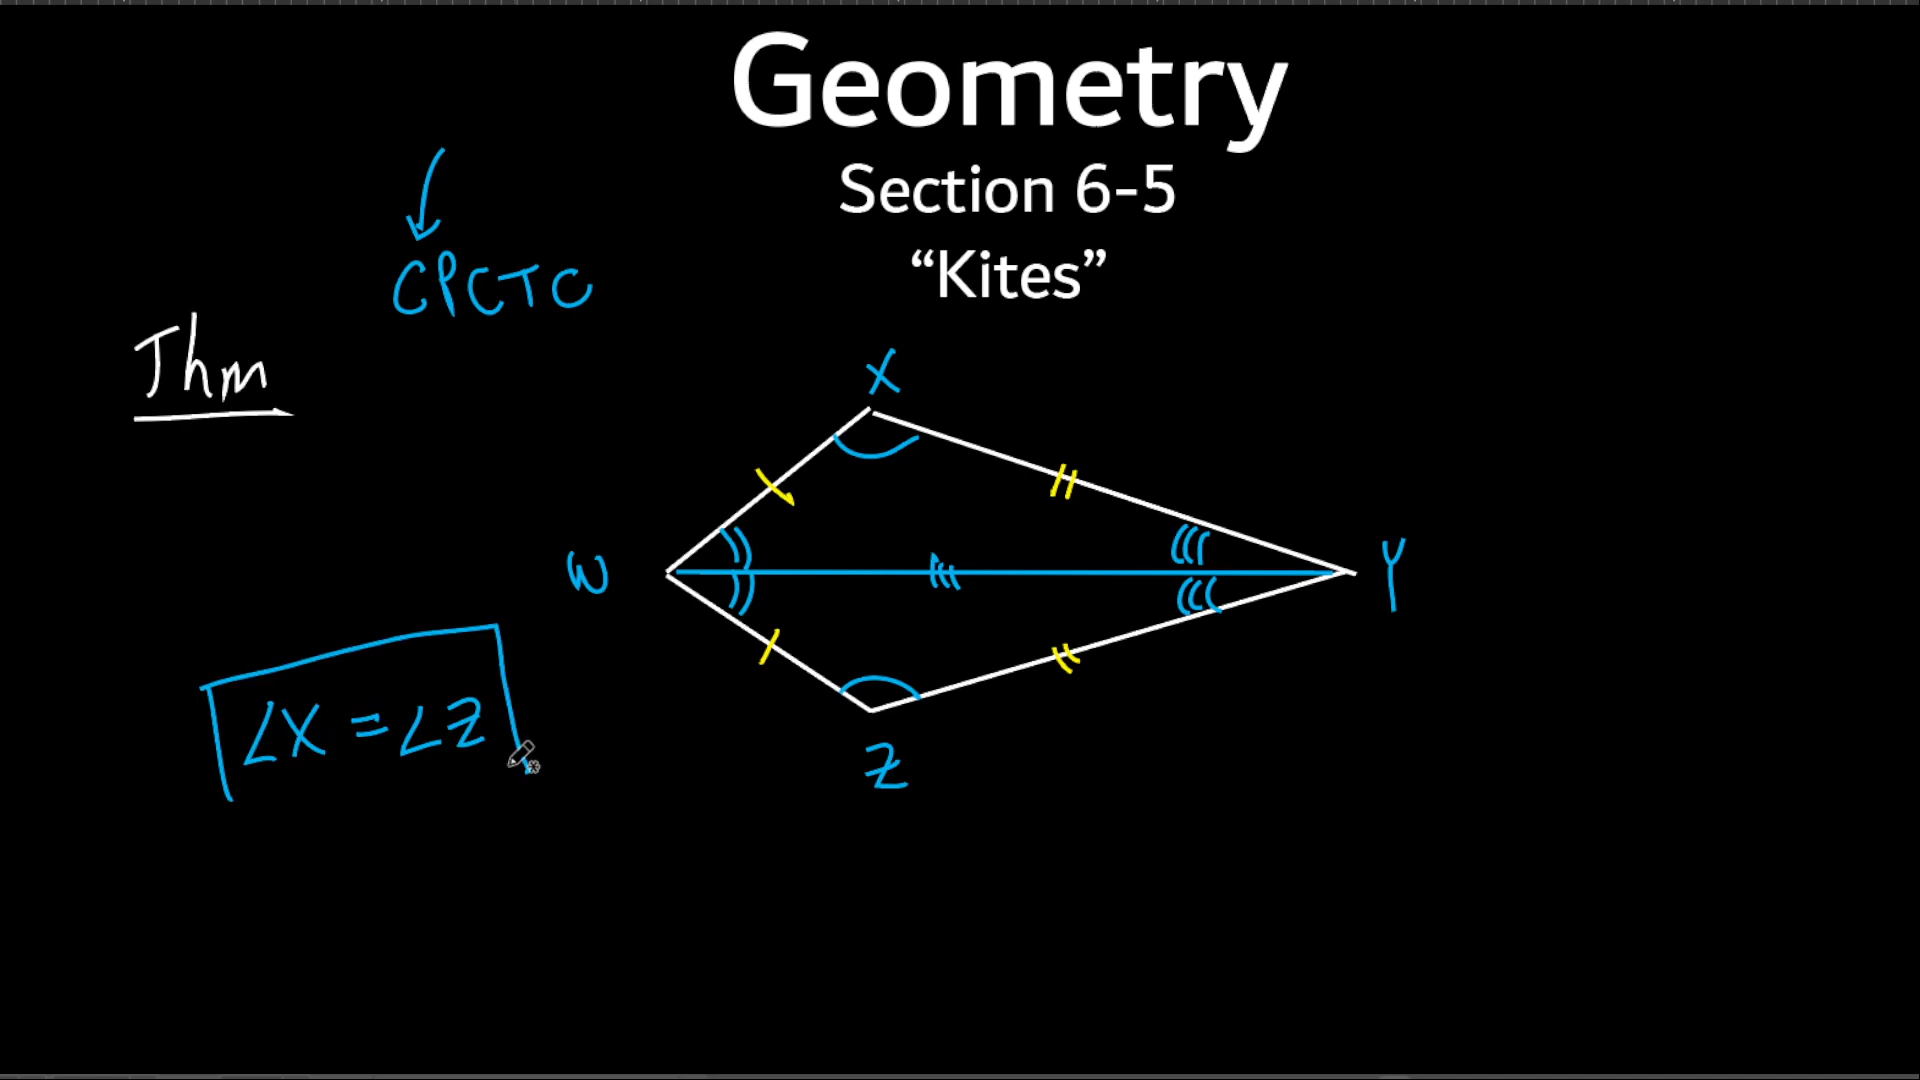 Geometry
Section 6-5
“Kites”
CPCTC
Thm
X
W
Y
∠X = ∠Z
Z